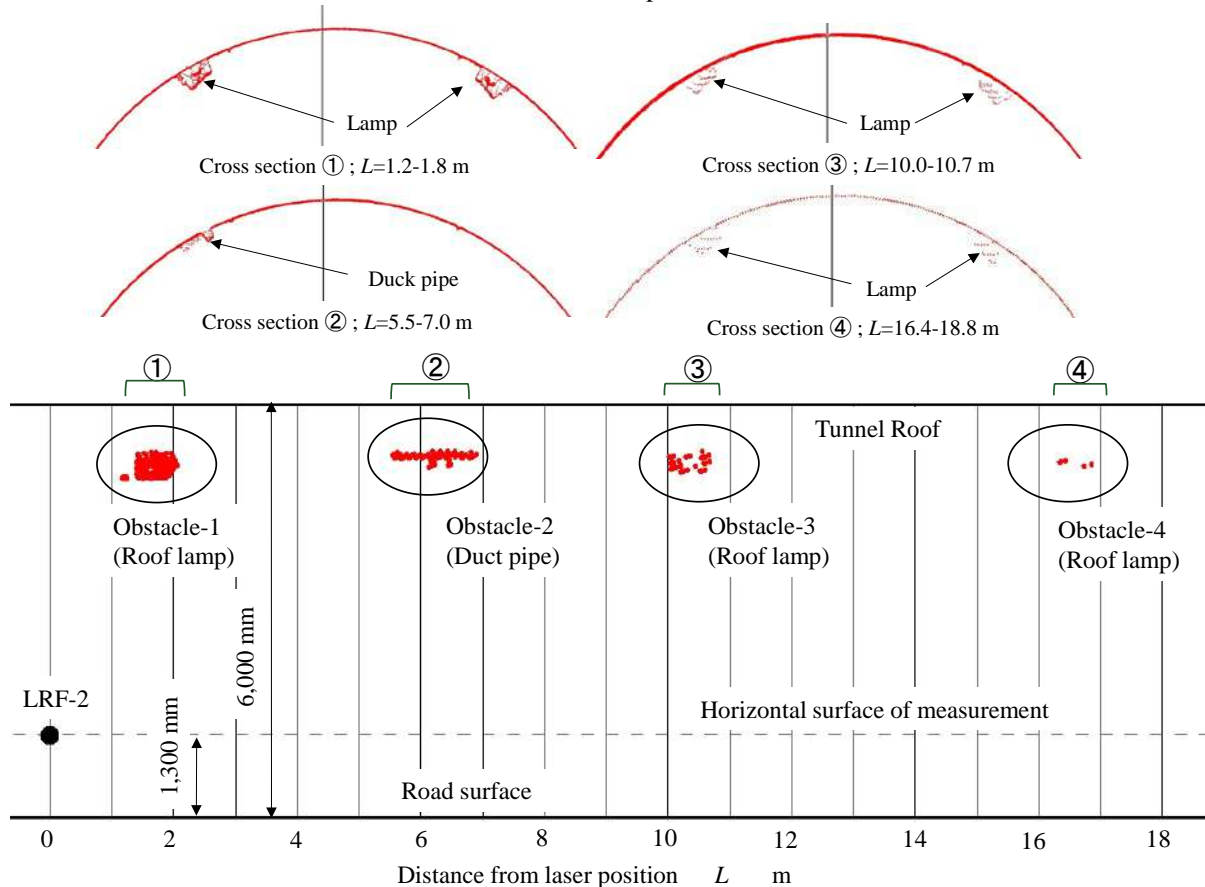 Lamp
Cross section ① ; L=1.2-1.8 m
Lamp
Cross section ③ ; L=10.0-10.7 m
Duck pipe
Cross section ② ; L=5.5-7.0 m
Lamp
Cross section ④ ; L=16.4-18.8 m
① ② ③ ④
Tunnel Roof
Obstacle-1
(Roof lamp)
Obstacle-2
(Duct pipe)
Obstacle-3
(Roof lamp)
Obstacle-4
(Roof lamp)
6,000 mm
1,300 mm
LRF-2
Horizontal surface of measurement
Road surface
0 2 4 6 8 10 12 14 16 18
Distance from laser position L m